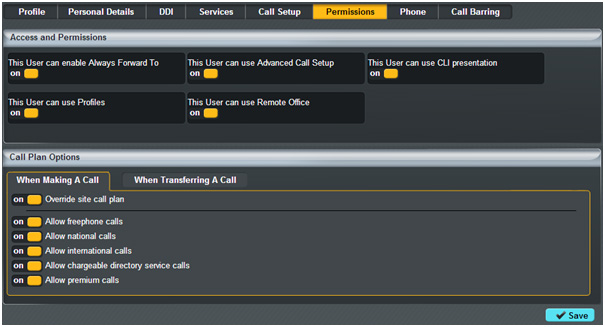 Profile Personal Details DDI Services Call Setup Permissions Phone Call Barring
Access and Permissions
This User can enable Always Forward To This User can use Advanced Call Setup This User can use CLI presentation
on on on
This User can use Profiles This User can use Remote Office
on on
Call Plan Options
When Making A Call When Transferring A Call
on Override site call plan
on Allow freephone calls
on Allow national calls
on Allow international calls
on Allow chargeable directory service calls
on Allow premium calls
Save